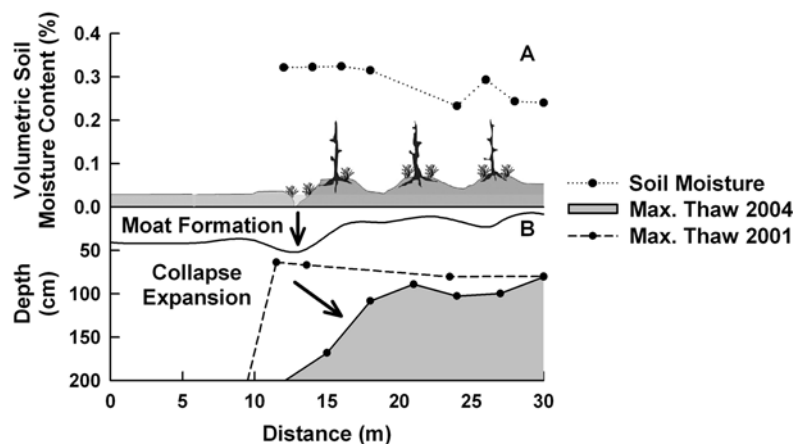 Volumetric Soil
Moisture Content (%)
0.4
0.3
0.2
0.1
0.0
A
Moat Formation
B
50
100
150
200
Depth
(cm)
Collapse
Expansion
0
5
10
15
20
25
30
Distance (m)
Soil Moisture
Max. Thaw 2004
Max. Thaw 2001